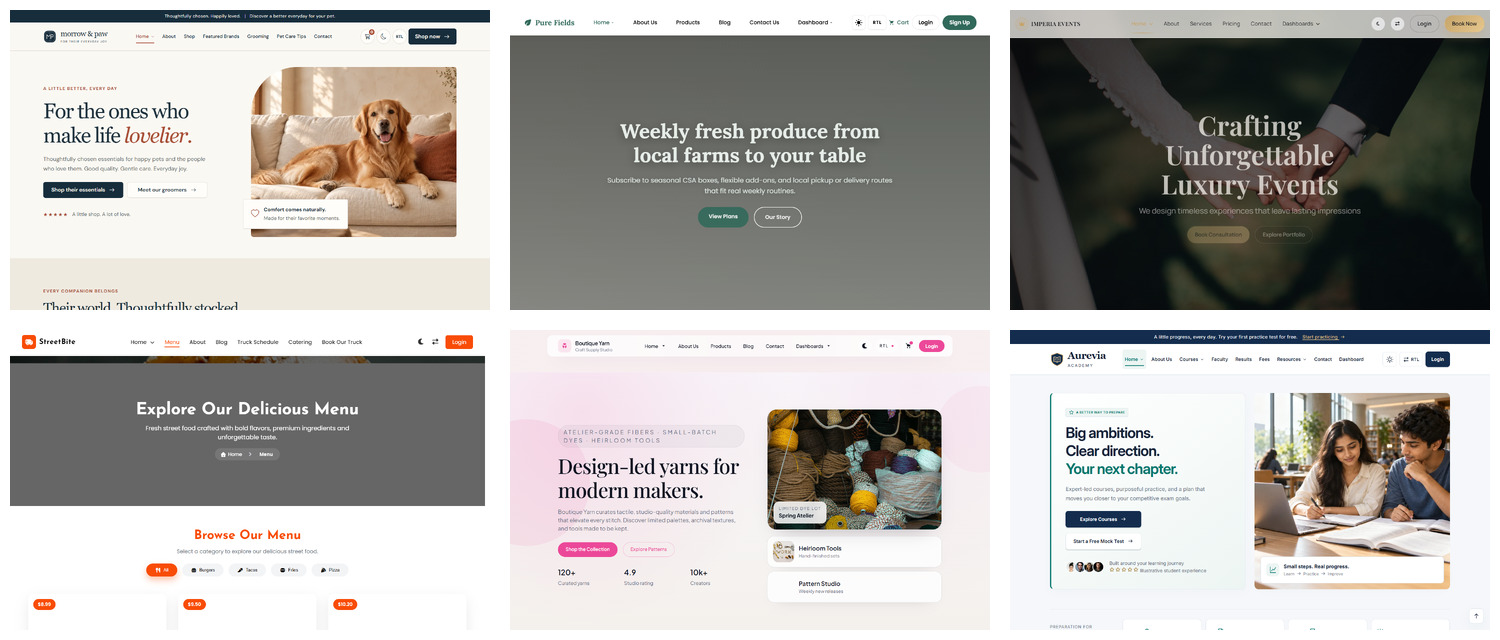 Thoughtfully chosen. Happily loved. | Discover a better everyday for your pet.
morrow & paw
FOR THEIR EVERYDAY JOY
Home About Shop Featured Brands Grooming Pet Care Tips Contact
RTL Shop now →
A LITTLE BETTER, EVERY DAY
For the ones who
make life lovelier.
Thoughtfully chosen essentials for happy pets and the people
who love them. Good quality. Gentle care. Everyday joy.
Shop their essentials → Meet our groomers →
★★★★★ A little shop. A lot of love.
Comfort comes naturally.
Made for their favorite moments.
EVERY COMPANION BELONGS
Their world. Thoughtfully stocked.
Pure Fields
Home About Us Products Blog Contact Us Dashboard
RTL Cart Login Sign Up
Weekly fresh produce from
local farms to your table
Subscribe to seasonal CSA boxes, flexible add-ons, and local pickup or delivery routes
that fit real weekly routines.
View Plans Our Story
IMPERIA EVENTS
Home About Services Pricing Contact Dashboards
Login Book Now
Crafting
Unforgettable
Luxury Events
We design timeless experiences that leave lasting impressions
Book Consultation Explore Portfolio
StreetBite
Home Menu About Blog Truck Schedule Catering Book Our Truck
Login
Explore Our Delicious Menu
Fresh street food crafted with bold flavors, premium ingredients and
unforgettable taste.
Home > Menu
Browse Our Menu
Select a category to explore our delicious street food.
All Burgers Tacos Fries Pizza
$8.99 $9.50 $10.20
Boutique Yarn
Craft Supply Studio
Home About Us Products Blog Contact Dashboards
RTL Login
ATELIER-GRADE FIBERS · SMALL-BATCH
DYES · HEIRLOOM TOOLS
Design-led yarns for
modern makers.
Boutique Yarn curates tactile, studio-quality materials and patterns
that elevate every stitch. Discover limited palettes, archival textures,
and tools made to be kept.
Shop the Collection Explore Patterns
120+ 4.9 10k+
Curated yarns Studio rating Creators
LIMITED DYE LOT
Spring Atelier
Heirloom Tools
Hand-finished sets
Pattern Studio
Weekly new releases
A little progress, every day. Try your first practice test for free. Start practicing →
Aurevia
ACADEMY
Home About Us Courses Faculty Results Fees Resources Contact Dashboard
RTL Login
A BETTER WAY TO PREPARE
Big ambitions.
Clear direction.
Your next chapter.
Expert-led courses, purposeful practice, and a plan that
moves you closer to your competitive exam goals.
Explore Courses →
Start a Free Mock Test →
Built around your learning journey
Illustrative student experience
Small steps. Real progress.
Learn → Practice → Improve
PREPARATION FOR